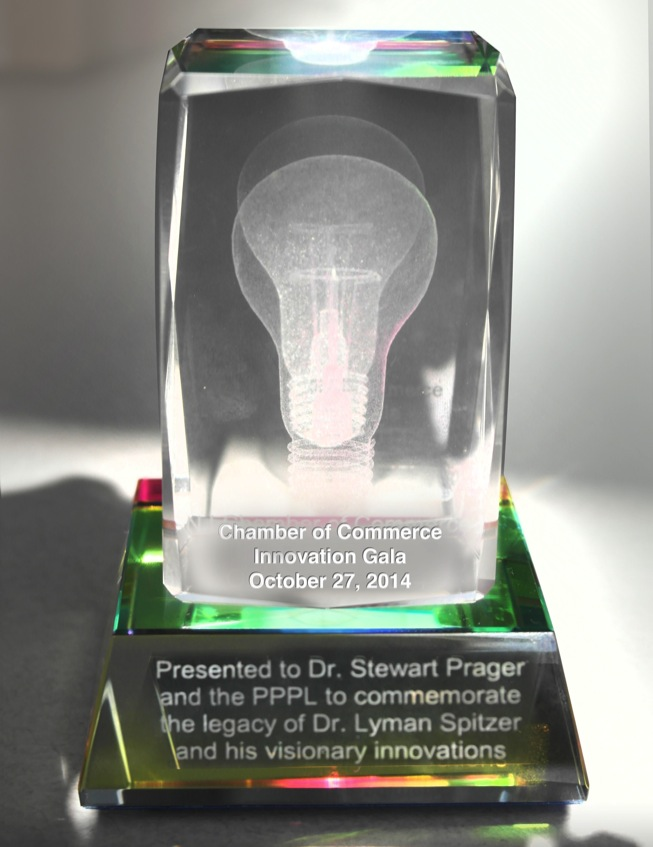 Chamber of Commerce
Innovation Gala
October 27, 2014
Presented to Dr. Stewart Prager
and the PPPL to commemorate
the legacy of Dr. Lyman Spitzer
and his visionary innovations